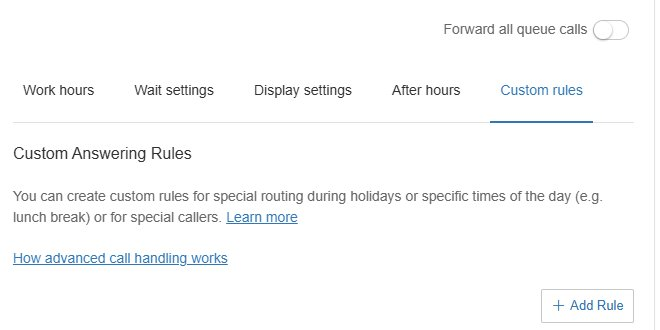 Forward all queue calls
Work hours Wait settings Display settings After hours Custom rules
Custom Answering Rules
You can create custom rules for special routing during holidays or specific times of the day (e.g.
lunch break) or for special callers. Learn more
How advanced call handling works
+ Add Rule